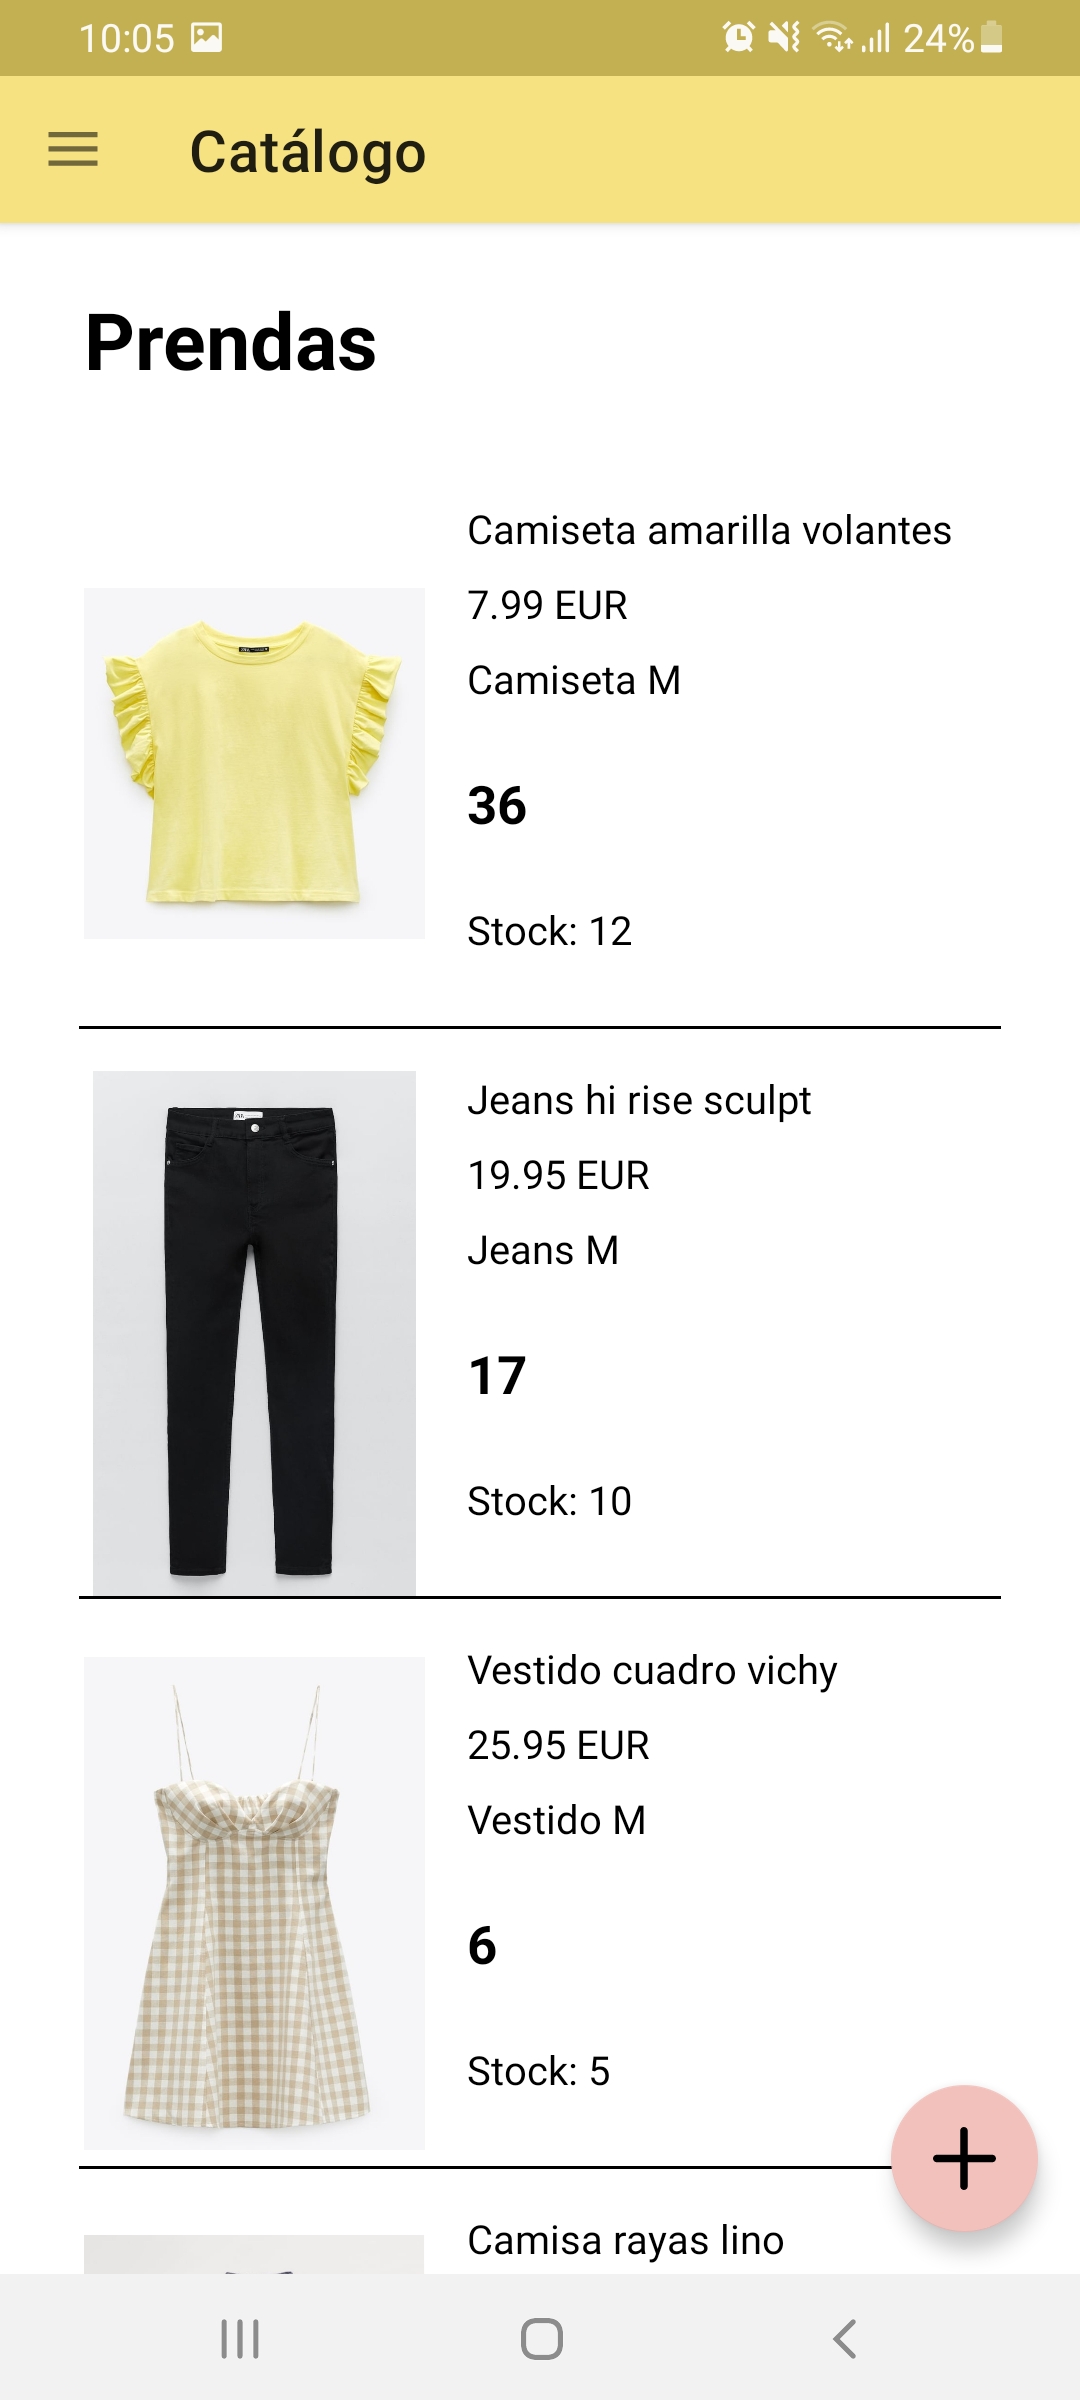 10:05
24%
Catálogo
Prendas
Camiseta amarilla volantes
7.99 EUR
Camiseta M
36
Stock: 12
Jeans hi rise sculpt
19.95 EUR
Jeans M
17
Stock: 10
Vestido cuadro vichy
25.95 EUR
Vestido M
6
Stock: 5
Camisa rayas lino